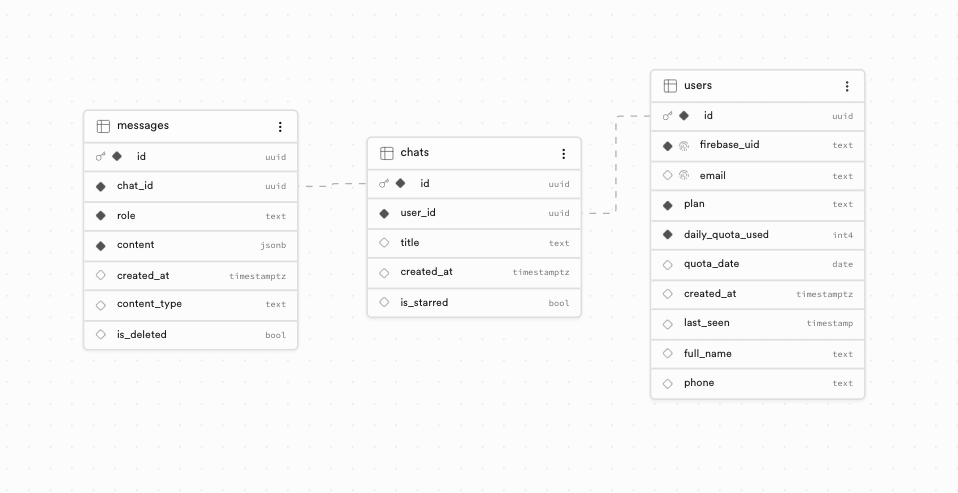 messages
id uuid
chat_id uuid
role text
content jsonb
created_at timestamptz
content_type text
is_deleted bool
chats
id uuid
user_id uuid
title text
created_at timestamptz
is_starred bool
users
id uuid
firebase_uid text
email text
plan text
daily_quota_used int4
quota_date date
created_at timestamptz
last_seen timestamp
full_name text
phone text